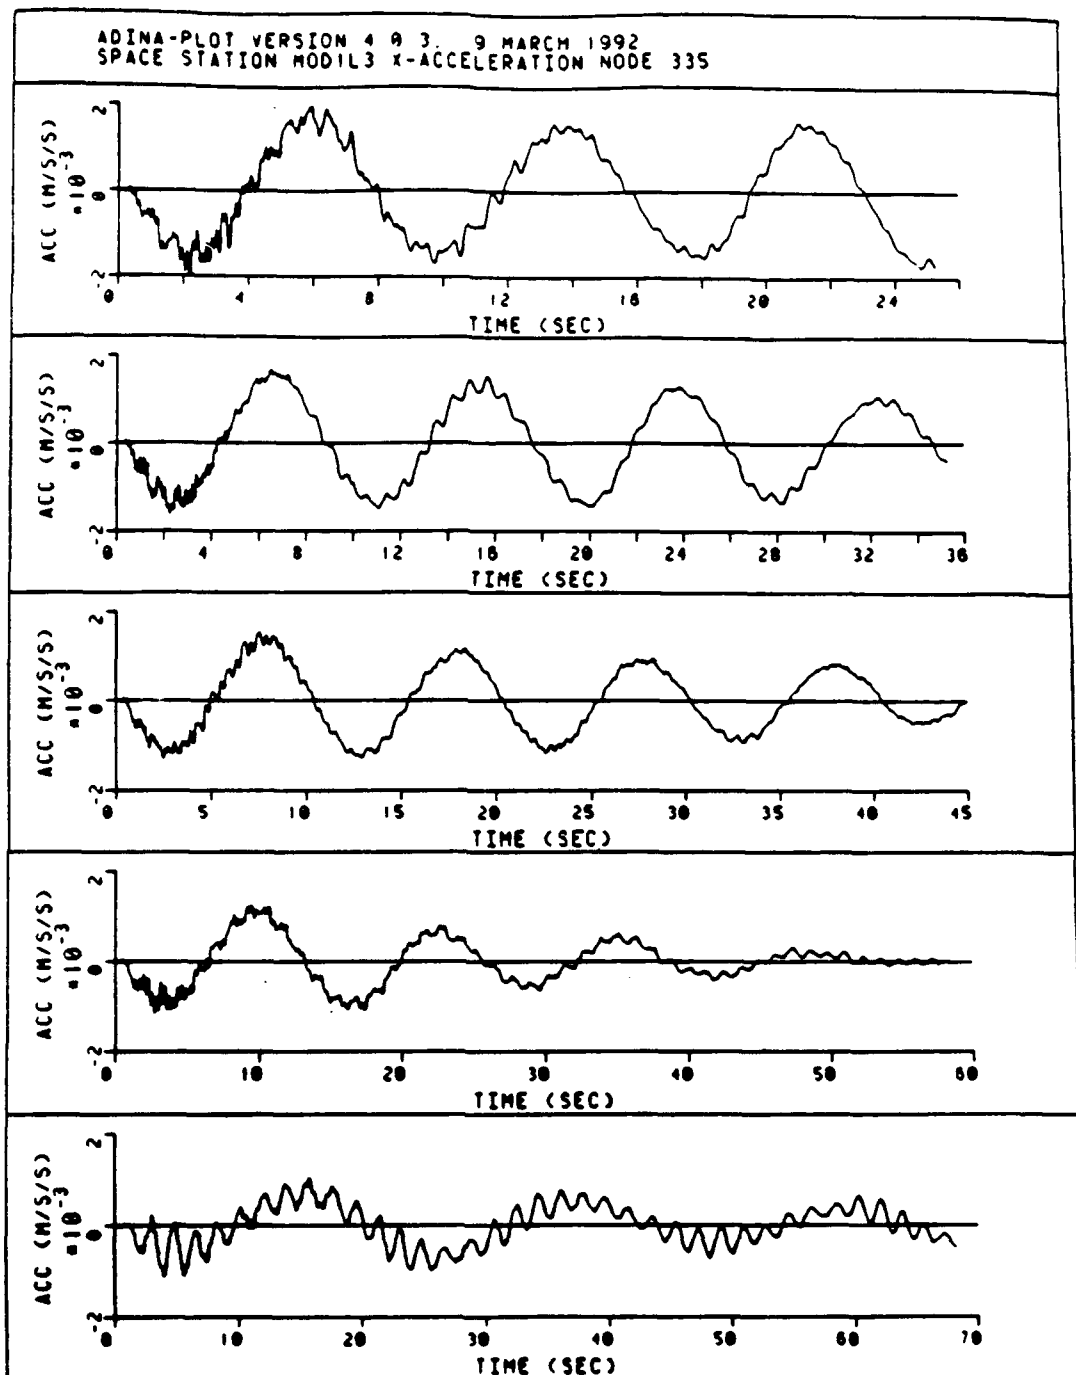 ADINA-PLOT VERSION 4 0 3, 9 MARCH 1992
SPACE STATION MOD1L3 X-ACCELERATION NODE 335
ACC (M/S/S)
*10^-3
2
0
-2
0 4 8 12 16 20 24
TIME (SEC)
ACC (M/S/S)
*10^-3
2
0
-2
0 4 8 12 16 20 24 28 32 36
TIME (SEC)
ACC (M/S/S)
*10^-3
2
0
-2
0 5 10 15 20 25 30 35 40 45
TIME (SEC)
ACC (M/S/S)
*10^-3
2
0
-2
0 10 20 30 40 50 60
TIME (SEC)
ACC (M/S/S)
*10^-3
2
0
-2
0 10 20 30 40 50 60 70
TIME (SEC)